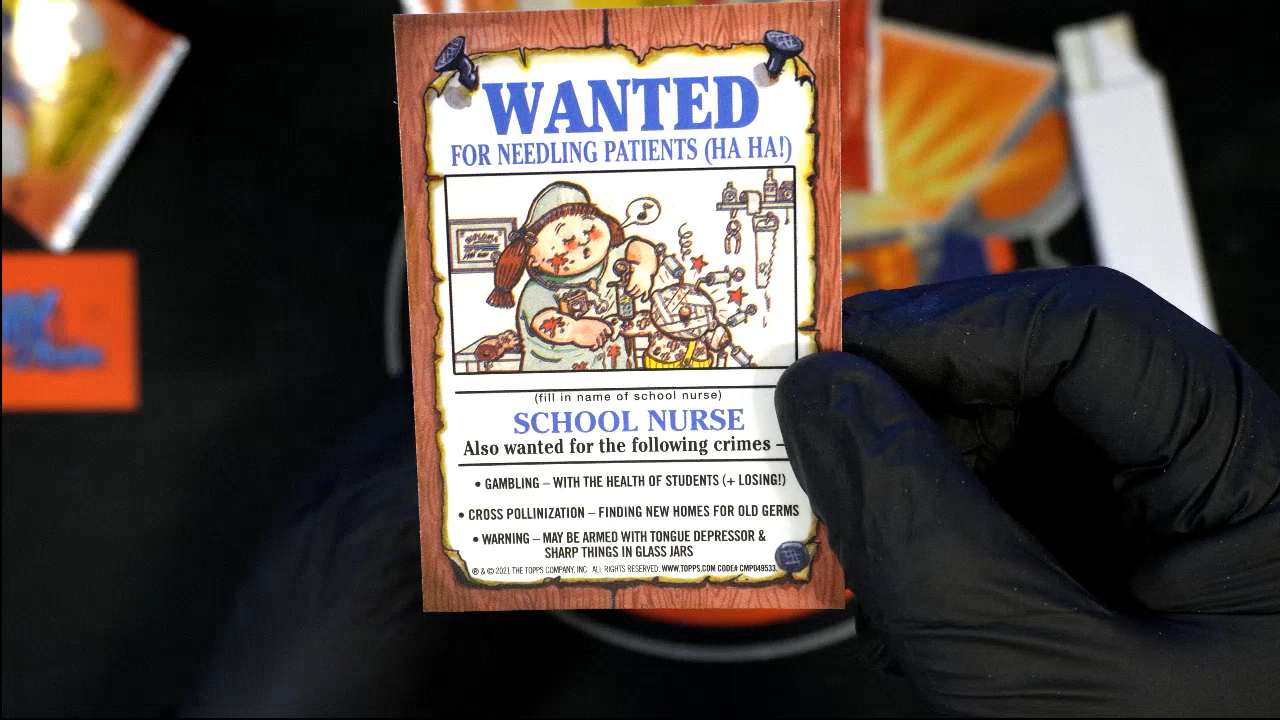 WANTED
FOR NEEDLING PATIENTS (HA HA!)
(fill in name of school nurse)
SCHOOL NURSE
Also wanted for the following crimes –
• GAMBLING – WITH THE HEALTH OF STUDENTS (+ LOSING!)
• CROSS POLLINIZATION – FINDING NEW HOMES FOR OLD GERMS
• WARNING – MAY BE ARMED WITH TONGUE DEPRESSOR &
SHARP THINGS IN GLASS JARS
® & © 2021 THE TOPPS COMPANY, INC. ALL RIGHTS RESERVED. WWW.TOPPS.COM CODE# CMP049533